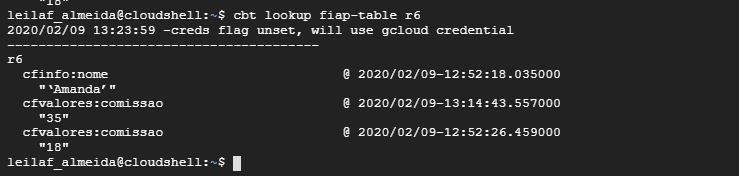 "18"
leilaf_almeida@cloudshell:~$ cbt lookup fiap-table r6
2020/02/09 13:23:59 -creds flag unset, will use gcloud credential
----------------------------------------
r6
cfinfo:nome @ 2020/02/09-12:52:18.035000
"‘Amanda’"
cfvalores:comissao @ 2020/02/09-13:14:43.557000
"35"
cfvalores:comissao @ 2020/02/09-12:52:26.459000
"18"
leilaf_almeida@cloudshell:~$